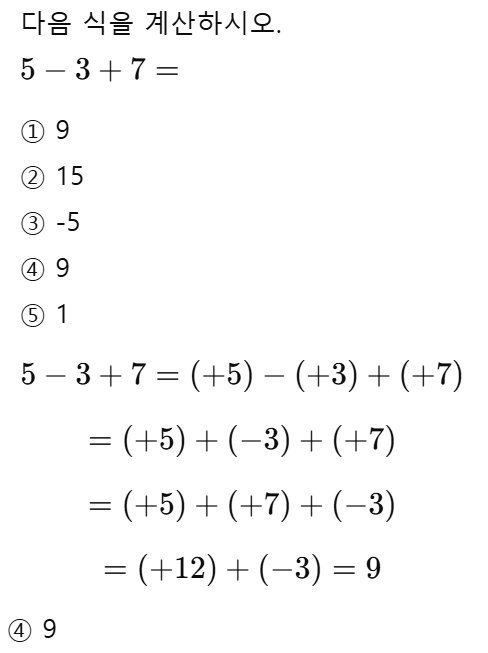 다음 식을 계산하시오.
5 − 3 + 7 =
① 9
② 15
③ -5
④ 9
⑤ 1
5 − 3 + 7 = (+5) − (+3) + (+7)
= (+5) + (−3) + (+7)
= (+5) + (+7) + (−3)
= (+12) + (−3) = 9
④ 9